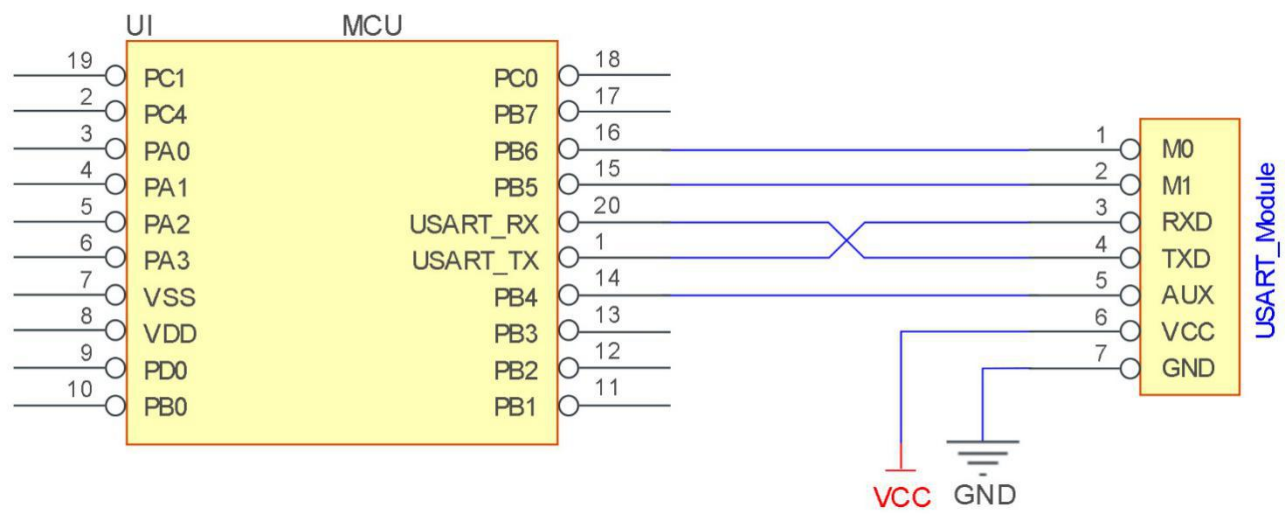 UI MCU
19 PC1 PC0 18
2 PC4 PB7 17
3 PA0 PB6 16
4 PA1 PB5 15
5 PA2 USART_RX 20
6 PA3 USART_TX 1
7 VSS PB4 14
8 VDD PB3 13
9 PD0 PB2 12
10 PB0 PB1 11
1 M0
2 M1
3 RXD
4 TXD
5 AUX
6 VCC
7 GND
USART_Module
VCC GND